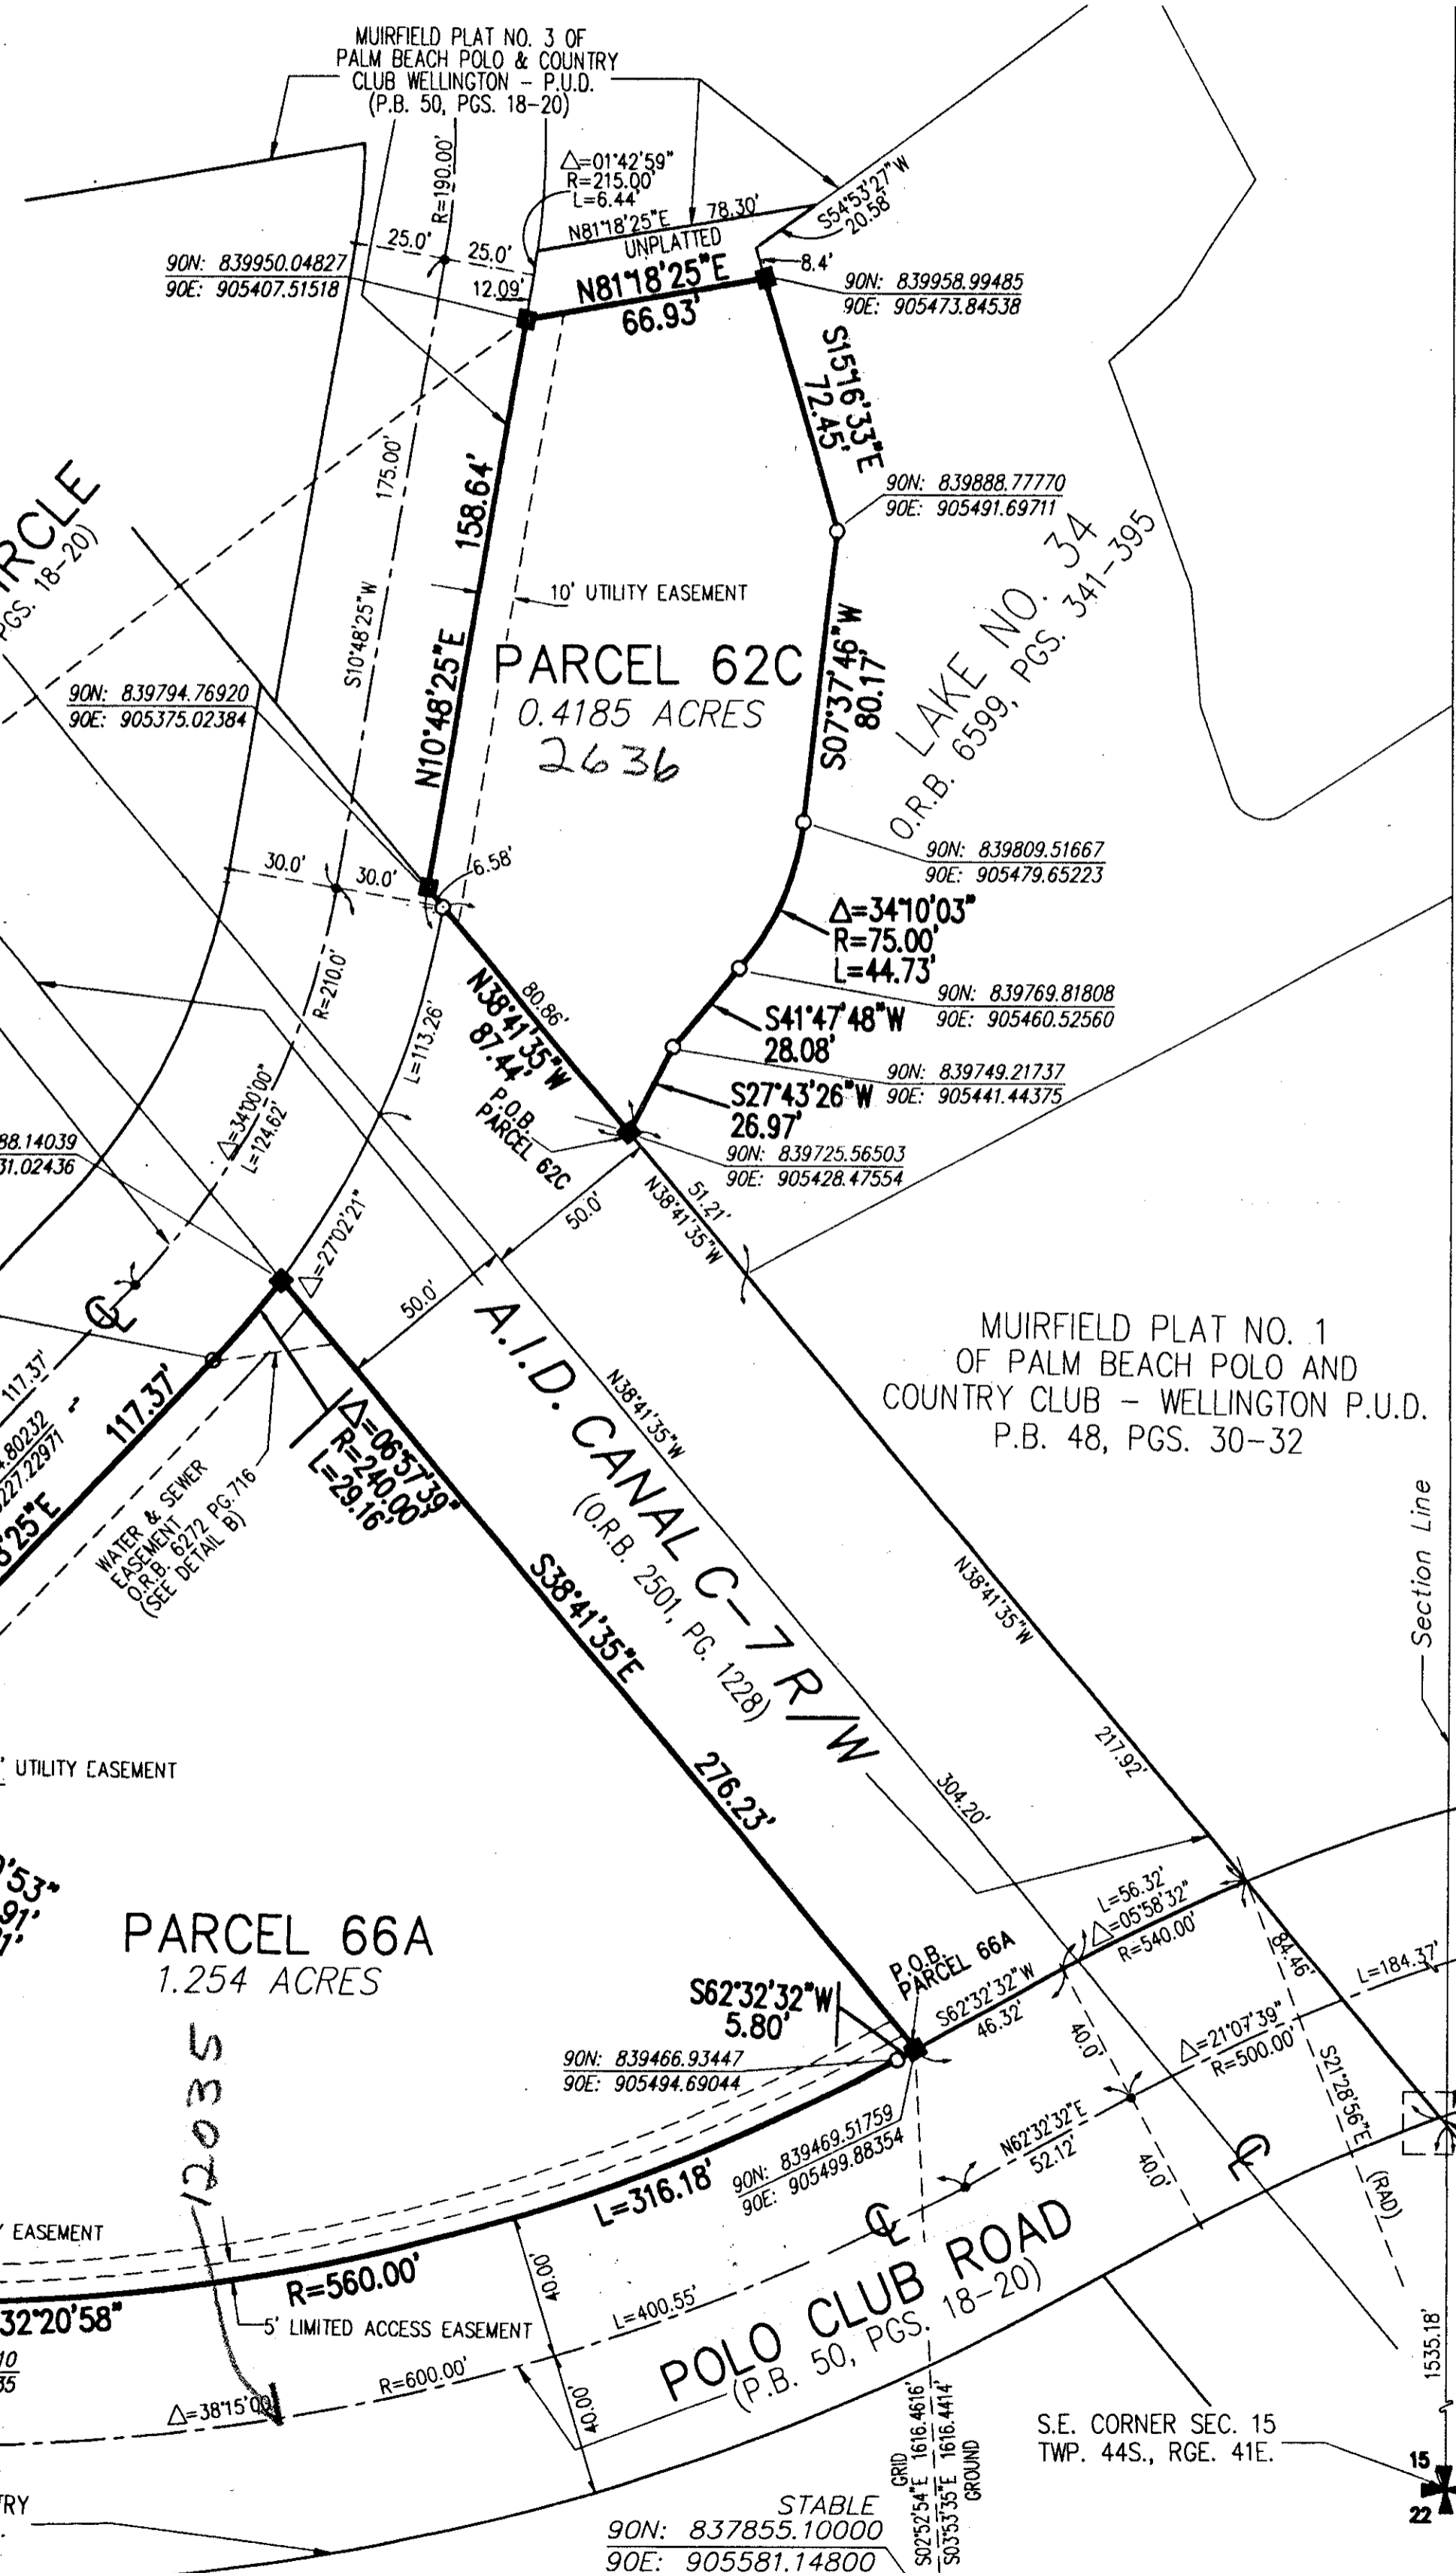 MUIRFIELD PLAT NO. 3 OF
PALM BEACH POLO & COUNTRY
CLUB WELLINGTON - P.U.D.
(P.B. 50, PGS. 18-20)
R=190.00'
Δ=01°42'59"
R=215.00'
L=6.44'
N81°18'25"E 78.30'
UNPLATTED
S54°53'27"W
20.58'
25.0'
25.0'
12.09'
8.4'
90N: 839950.04827
90E: 905407.51518
N81°18'25"E
66.93'
90N: 839958.99485
90E: 905473.84538
S15°16'33"E
72.45'
175.00'
158.64'
90N: 839888.77770
90E: 905491.69711
RCLE
PGS. 18-20)
10' UTILITY EASEMENT
S10°48'25"W
N10°48'25"E
PARCEL 62C
0.4185 ACRES
2636
S07°37'46"W
80.17'
LAKE NO. 34
O.R.B. 6599, PGS. 341-395
90N: 839794.76920
90E: 905375.02384
30.0'
30.0'
6.58'
90N: 839809.51667
90E: 905479.65223
Δ=34°10'03"
R=75.00'
L=44.73'
R=210.0'
L=113.26'
80.86'
N38°41'35"W
87.44'
90N: 839769.81808
90E: 905460.52560
S41°47'48"W
28.08'
90N: 839749.21737
90E: 905441.44375
S27°43'26"W
26.97'
P.O.B.
PARCEL 62C
90N: 839725.56503
90E: 905428.47554
Δ=34°00'00"
L=124.62'
88.14039
31.02436
51.21'
N38°41'35"W
50.0'
50.0'
Δ=27°02'21"
℄
117.37'
117.37'
.80232
227.22971
8'25"E
MUIRFIELD PLAT NO. 1
OF PALM BEACH POLO AND
COUNTRY CLUB - WELLINGTON P.U.D.
P.B. 48, PGS. 30-32
A.I.D. CANAL C-7 R/W
(O.R.B. 2501, PG. 1228)
N38°41'35"W
Δ=06°57'39"
R=240.00'
L=29.16'
WATER & SEWER
EASEMENT
O.R.B. 6272 PG.716
(SEE DETAIL B)
S38°41'35"E
276.23'
N38°41'35"W
217.92'
304.20'
Section Line
' UTILITY EASEMENT
'53"
91'
1'
PARCEL 66A
1.254 ACRES
12035
S62°32'32"W
5.80'
P.O.B.
PARCEL 66A
S62°32'32"W
46.32'
L=56.32'
Δ=05°58'32"
R=540.00'
84.46'
L=184.37'
90N: 839466.93447
90E: 905494.69044
90N: 839469.51759
90E: 905499.88354
40.0'
40.0'
Δ=21°07'39"
R=500.00'
S21°28'56"E
(RAD)
N62°32'32"E
52.12'
℄
℄
L=316.18'
R=560.00'
EASEMENT
32°20'58"
10
35
5' LIMITED ACCESS EASEMENT
40.00'
40.00'
L=400.55'
R=600.00'
Δ=38°15'00"
POLO CLUB ROAD
(P.B. 50, PGS. 18-20)
1535.18'
S.E. CORNER SEC. 15
TWP. 44S., RGE. 41E.
15
22
GRID
S02°52'54"E 1616.4616'
S03°53'35"E 1616.4414'
GROUND
TRY
STABLE
90N: 837855.10000
90E: 905581.14800